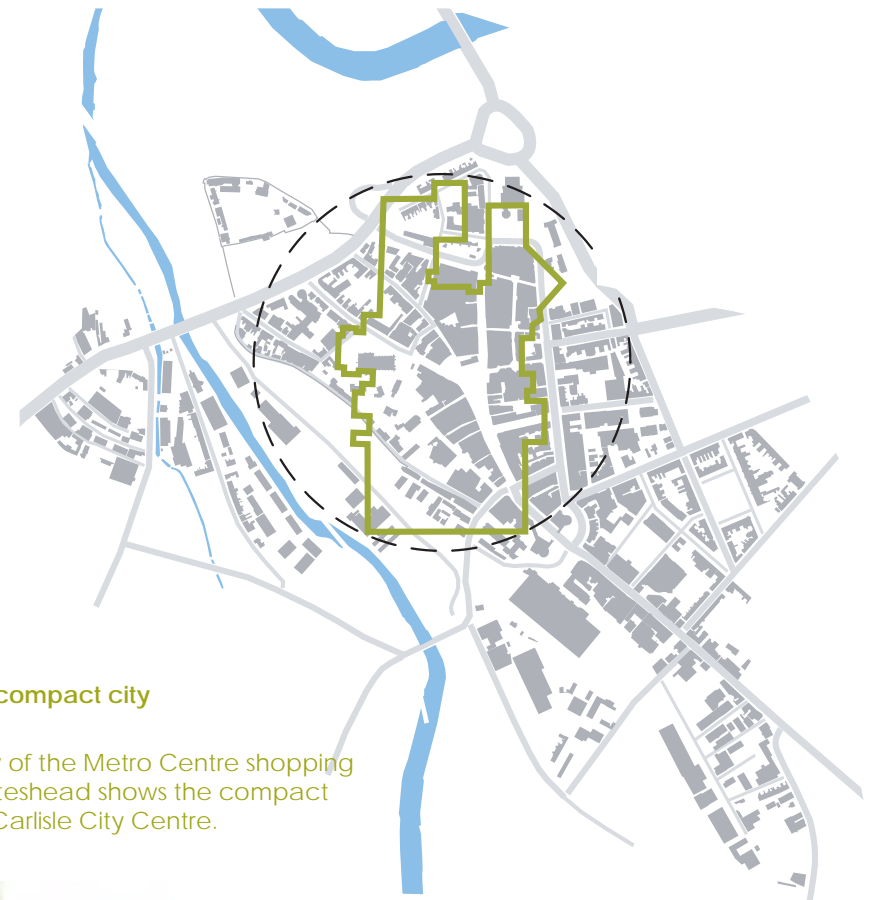 compact city
of the Metro Centre shopping
teshead shows the compact
Carlisle City Centre.